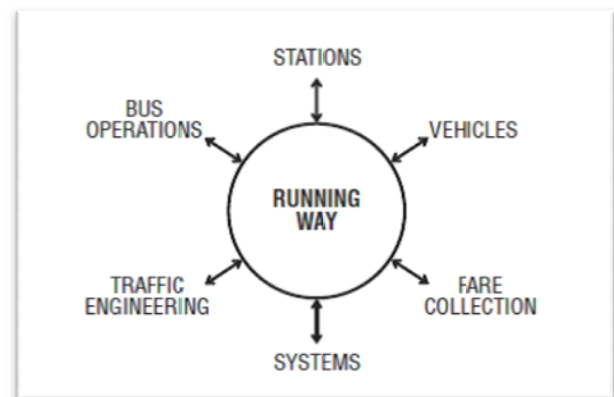 STATIONS
BUS
OPERATIONS
VEHICLES
RUNNING
WAY
TRAFFIC
ENGINEERING
FARE
COLLECTION
SYSTEMS